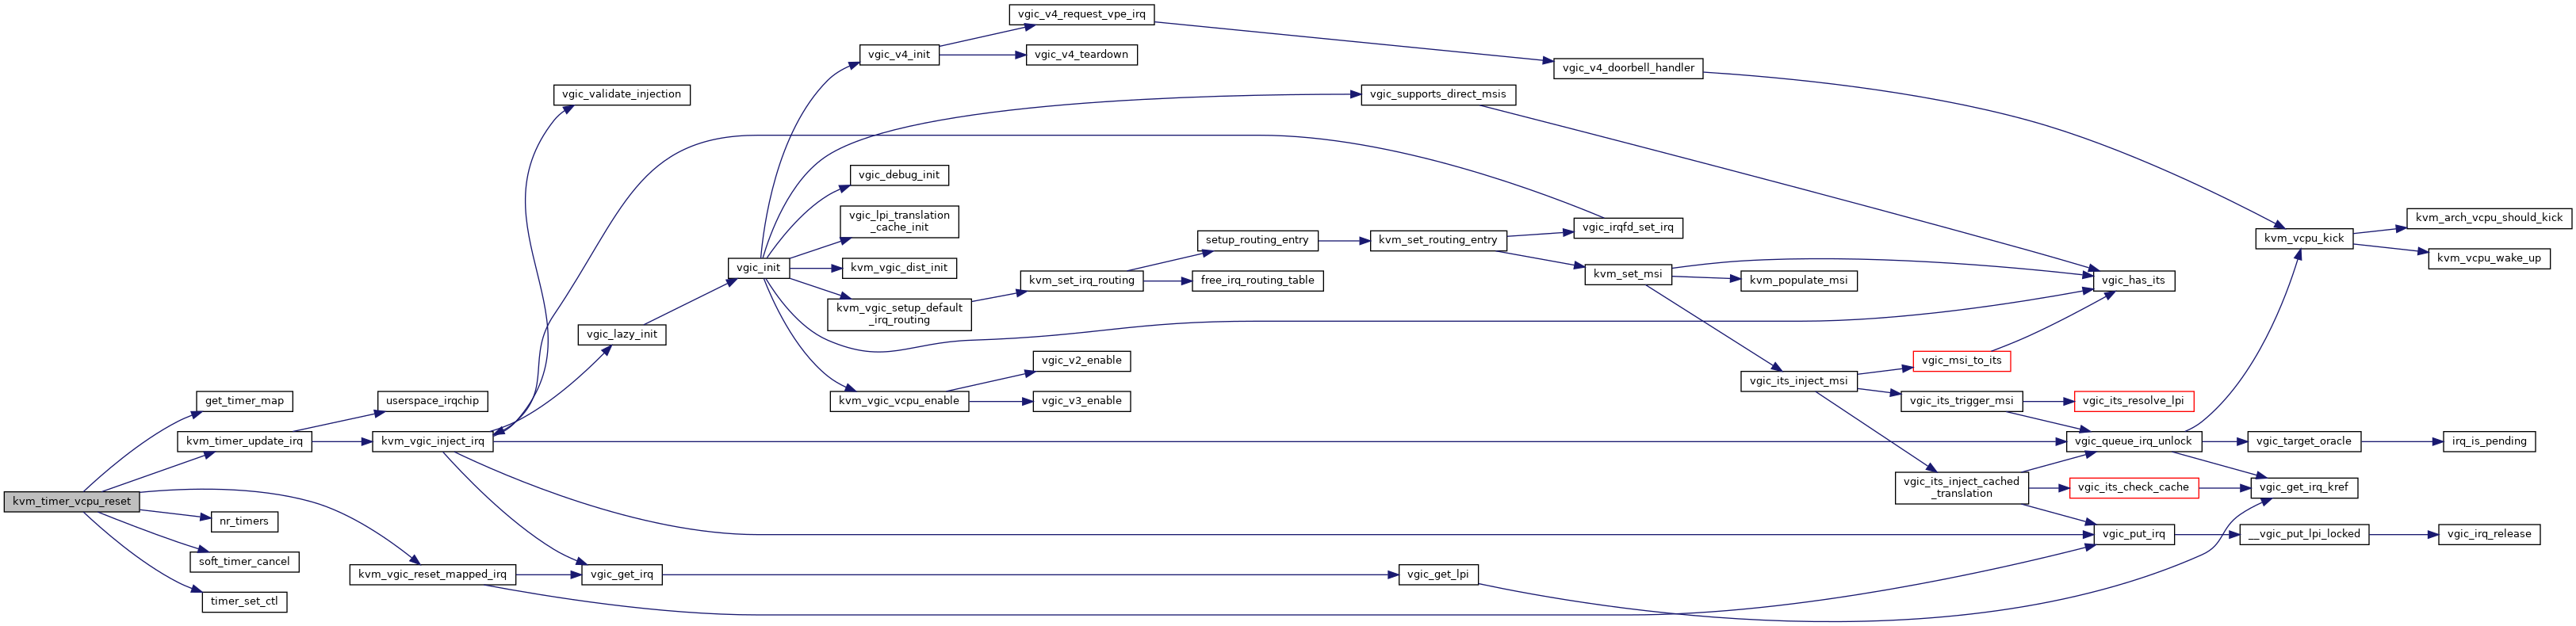 vgic_v4_request_vpe_irq
vgic_v4_init
vgic_v4_teardown
vgic_v4_doorbell_handler
vgic_validate_injection
vgic_supports_direct_msis
vgic_debug_init
vgic_lpi_translation
_cache_init
kvm_arch_vcpu_should_kick
vgic_irqfd_set_irq
setup_routing_entry
kvm_set_routing_entry
kvm_vcpu_kick
kvm_vcpu_wake_up
vgic_init
kvm_vgic_dist_init
kvm_set_msi
kvm_set_irq_routing
free_irq_routing_table
kvm_populate_msi
vgic_has_its
kvm_vgic_setup_default
_irq_routing
vgic_lazy_init
vgic_v2_enable
vgic_msi_to_its
vgic_its_inject_msi
get_timer_map
userspace_irqchip
kvm_vgic_vcpu_enable
vgic_v3_enable
vgic_its_trigger_msi
vgic_its_resolve_lpi
kvm_timer_update_irq
kvm_vgic_inject_irq
vgic_queue_irq_unlock
vgic_target_oracle
irq_is_pending
vgic_its_inject_cached
_translation
vgic_its_check_cache
vgic_get_irq_kref
kvm_timer_vcpu_reset
nr_timers
vgic_put_irq
__vgic_put_lpi_locked
vgic_irq_release
soft_timer_cancel
kvm_vgic_reset_mapped_irq
vgic_get_irq
vgic_get_lpi
timer_set_ctl